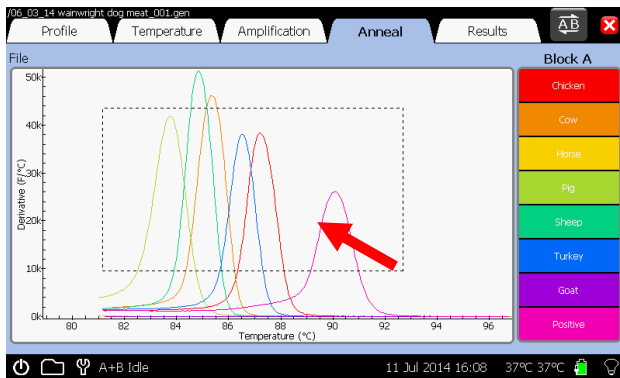 /06_03_14 wainwright dog meat_001.gen
Profile Temperature Amplification Anneal Results AB
File Block A
50k
40k
30k
20k
10k
0k
Derivative (F/°C)
80 82 84 86 88 90 92 94 96
Temperature (°C)
Chicken
Cow
Horse
Pig
Sheep
Turkey
Goat
Positive
A+B Idle 11 Jul 2014 16:08 37°C 37°C